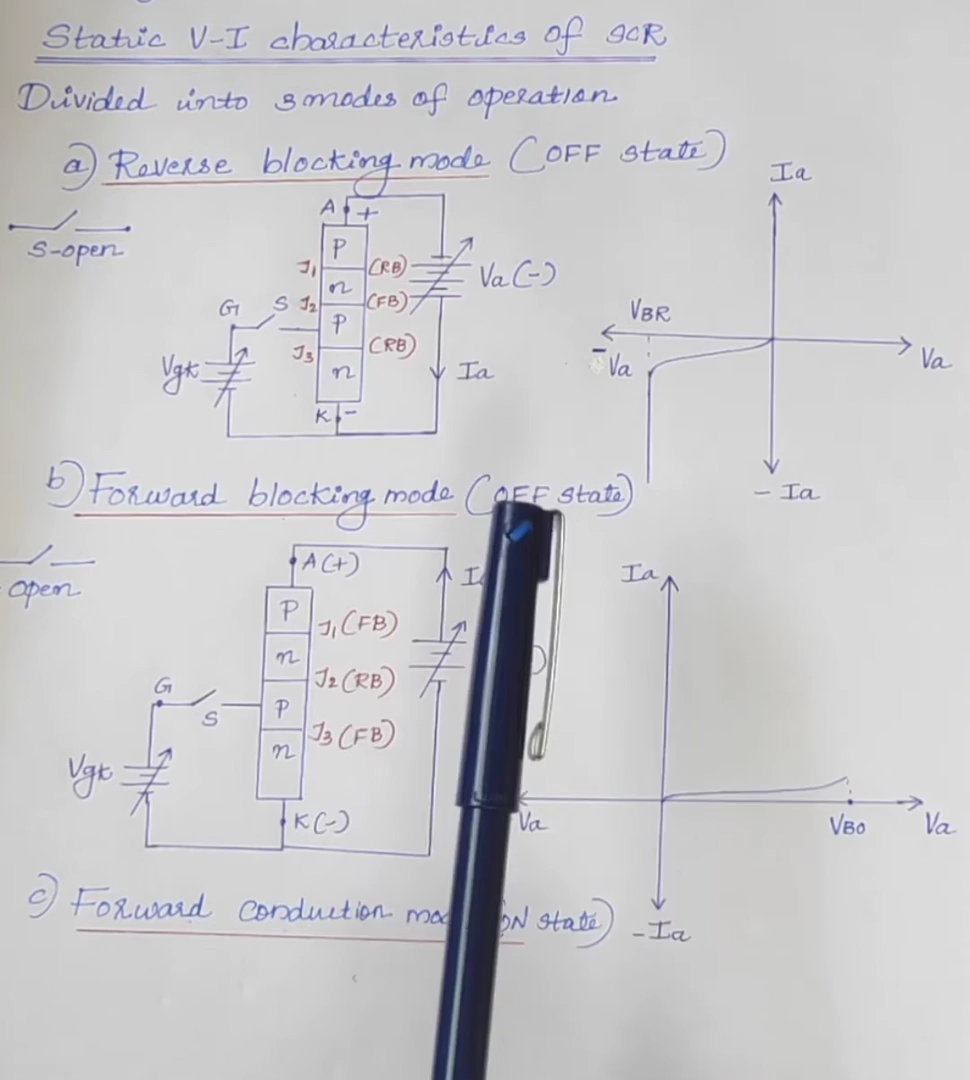 Static V-I characteristics of SCR
Divided into 3 modes of operation
a) Reverse blocking mode (OFF state)
S-open
A +
P
J1 (RB)
n
J2 (FB)
P
J3 (RB)
n
K -
G S
Vgk
Va (-)
Ia
Ia
VBR
-Va
Va
- Ia
b) Forward blocking mode (OFF state)
open
A (+)
P
J1 (FB)
n
J2 (RB)
P
J3 (FB)
n
K (-)
G
S
Vgk
Ia
Va
VBO
Va
-Ia
c) Forward conduction ON state)